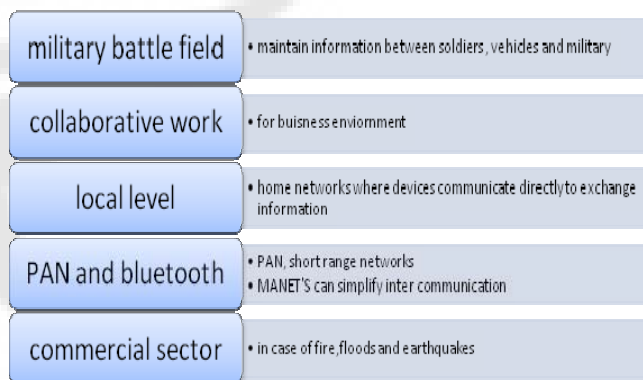 military battle field
• maintain information between soldiers, vehicles and military
collaborative work
• for buisness enviornment
local level
• home networks where devices communicate directly to exchange
information
PAN and bluetooth
• PAN, short range networks
• MANET'S can simplify inter communication
commercial sector
• in case of fire,floods and earthquakes